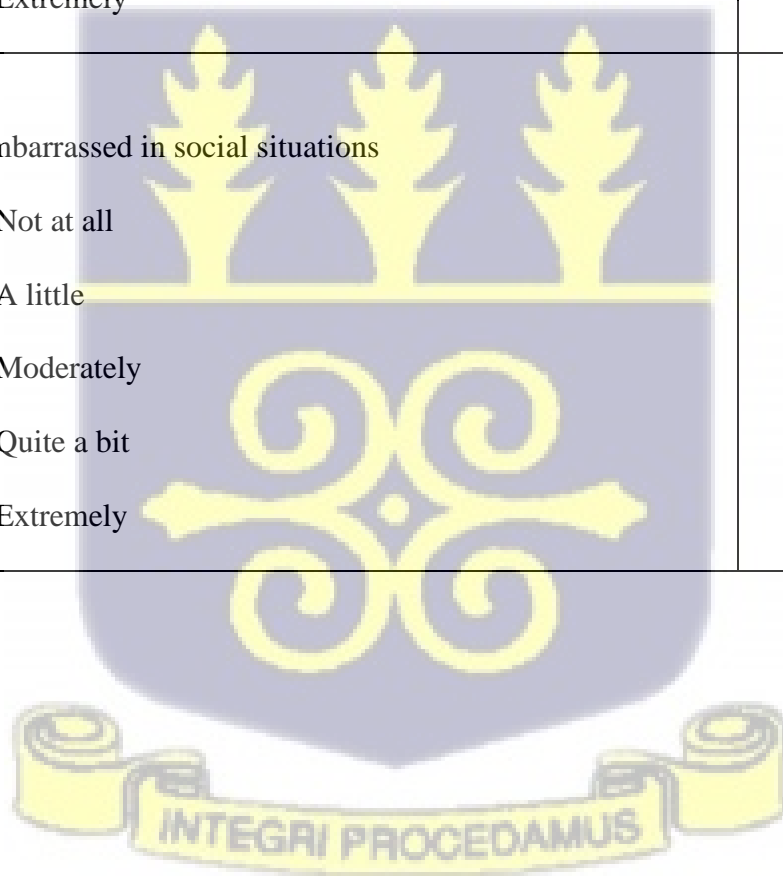 Extremely
mbarrassed in social situations
Not at all
A little
Moderately
Quite a bit
Extremely
INTEGRI PROCEDAMUS